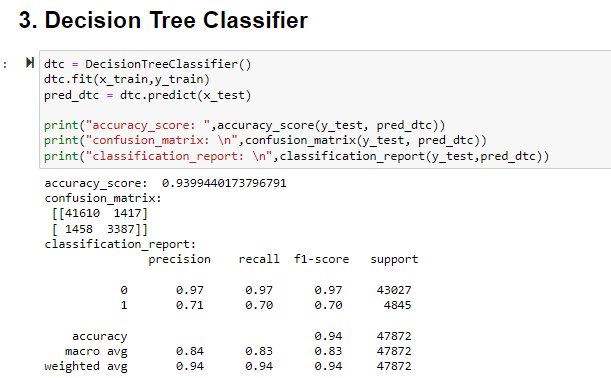 3. Decision Tree Classifier
:
dtc = DecisionTreeClassifier()
dtc.fit(x_train,y_train)
pred_dtc = dtc.predict(x_test)
print("accuracy_score: ",accuracy_score(y_test, pred_dtc))
print("confusion_matrix: \n",confusion_matrix(y_test, pred_dtc))
print("classification_report: \n",classification_report(y_test,pred_dtc))
accuracy_score:  0.9399440173796791
confusion_matrix:
[[41610  1417]
[ 1458  3387]]
classification_report:
precision    recall  f1-score   support
0       0.97      0.97      0.97     43027
1       0.71      0.70      0.70      4845
accuracy                           0.94     47872
macro avg       0.84      0.83      0.83     47872
weighted avg       0.94      0.94      0.94     47872